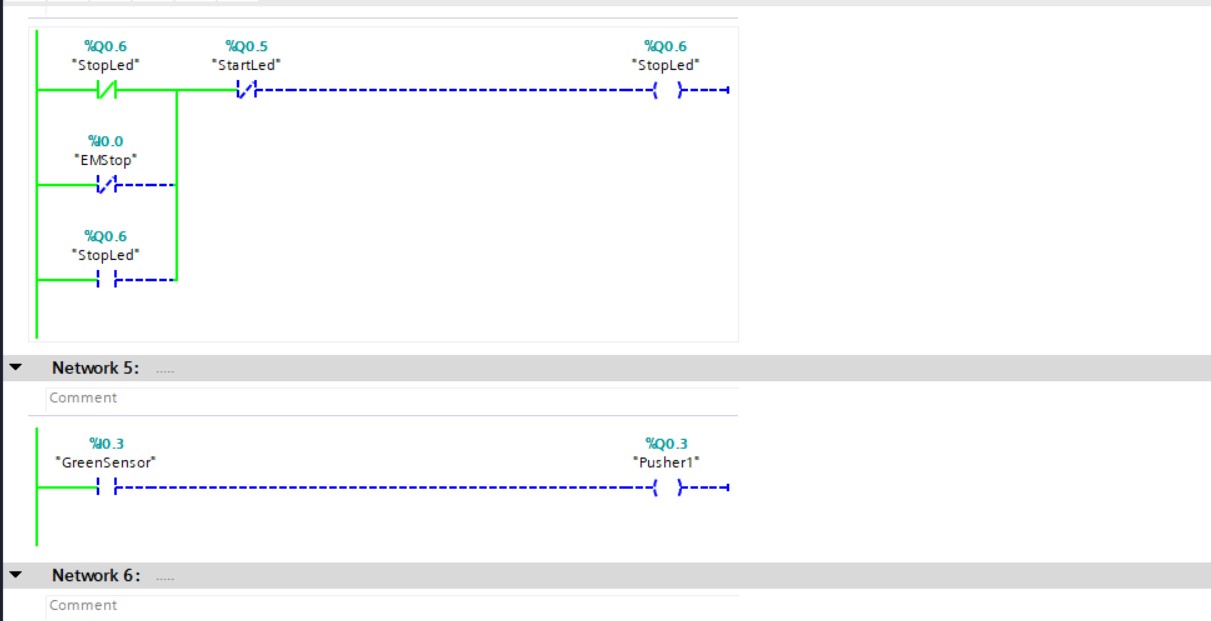 %Q0.6 %Q0.5 %Q0.6
"StopLed" "StartLed" "StopLed"
%I0.0
"EMStop"
%Q0.6
"StopLed"
Network 5: .....
Comment
%I0.3 %Q0.3
"GreenSensor" "Pusher1"
Network 6: .....
Comment